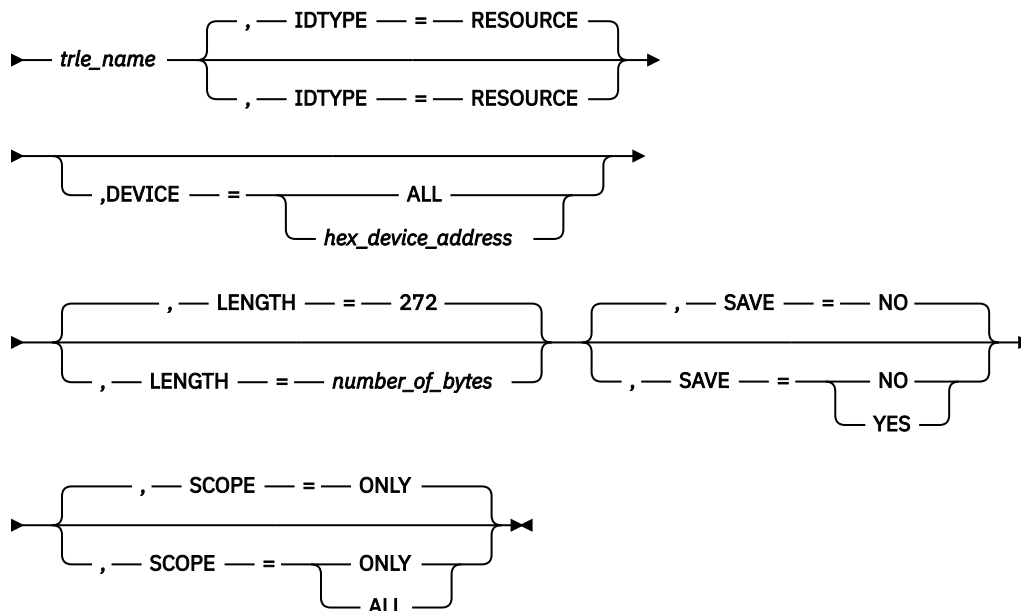 , IDTYPE = RESOURCE
trle_name
, IDTYPE = RESOURCE
,DEVICE = ALL
hex_device_address
, LENGTH = 272 , SAVE = NO
, LENGTH = number_of_bytes , SAVE = NO
YES
, SCOPE = ONLY
, SCOPE = ONLY
ALL